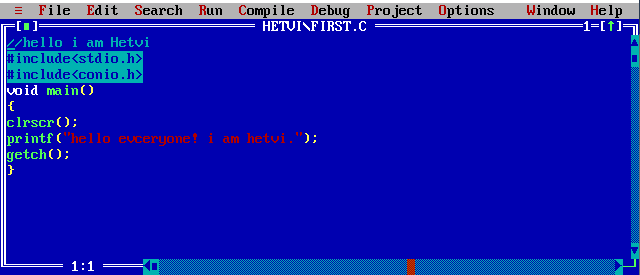 ≡ File Edit Search Run Compile Debug Project Options Window Help
[■] HETVI\FIRST.C 1=[↑]
//hello i am Hetvi
#include<stdio.h>
#include<conio.h>
void main()
{
clrscr();
printf("hello evceryone! i am hetvi.");
getch();
}
1:1